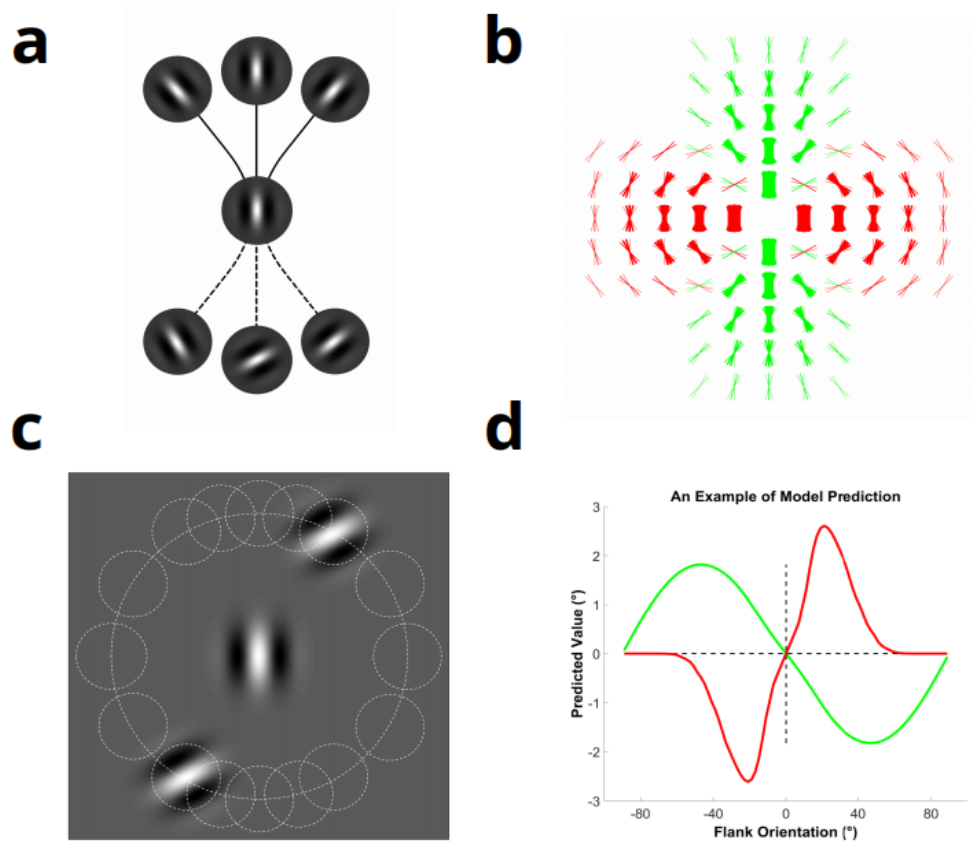 a
b
c
d
An Example of Model Prediction
3
2
1
0
-1
-2
-3
Predicted Value (°)
-80
-40
0
40
80
Flank Orientation (°)